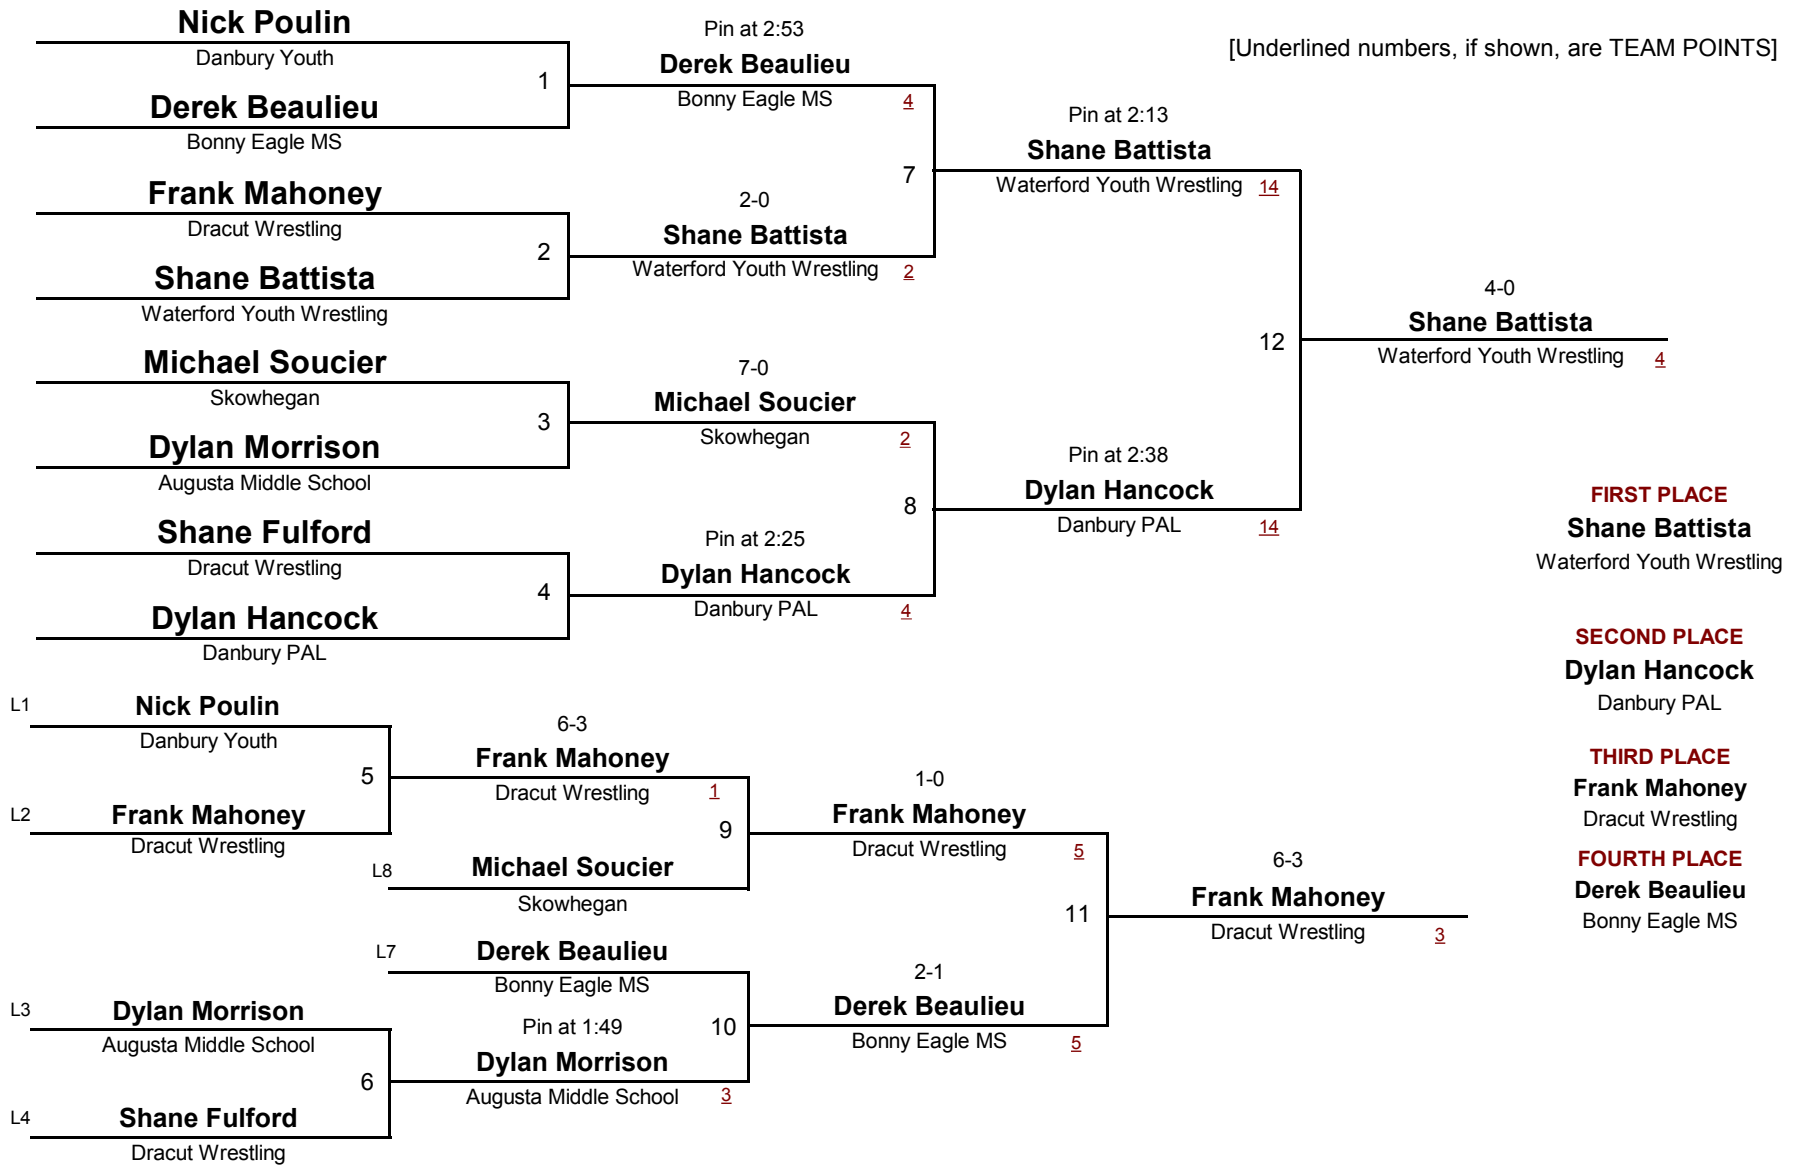 Nick Poulin
Danbury Youth
1
Derek Beaulieu
Bonny Eagle MS
Frank Mahoney
Dracut Wrestling
2
Shane Battista
Waterford Youth Wrestling
Michael Soucier
Skowhegan
3
Dylan Morrison
Augusta Middle School
Shane Fulford
Dracut Wrestling
4
Dylan Hancock
Danbury PAL
Pin at 2:53
Derek Beaulieu
Bonny Eagle MS 4
7
2-0
Shane Battista
Waterford Youth Wrestling 2
7-0
Michael Soucier
Skowhegan 2
8
Pin at 2:25
Dylan Hancock
Danbury PAL 4
[Underlined numbers, if shown, are TEAM POINTS]
Pin at 2:13
Shane Battista
Waterford Youth Wrestling 14
12
Pin at 2:38
Dylan Hancock
Danbury PAL 14
4-0
Shane Battista
Waterford Youth Wrestling 4
FIRST PLACE
Shane Battista
Waterford Youth Wrestling
SECOND PLACE
Dylan Hancock
Danbury PAL
THIRD PLACE
Frank Mahoney
Dracut Wrestling
FOURTH PLACE
Derek Beaulieu
Bonny Eagle MS
L1 Nick Poulin
Danbury Youth
5
L2 Frank Mahoney
Dracut Wrestling
L3 Dylan Morrison
Augusta Middle School
6
L4 Shane Fulford
Dracut Wrestling
6-3
Frank Mahoney
Dracut Wrestling 1
9
L8 Michael Soucier
Skowhegan
L7 Derek Beaulieu
Bonny Eagle MS
Pin at 1:49 10
Dylan Morrison
Augusta Middle School 3
1-0
Frank Mahoney
Dracut Wrestling 5
11
2-1
Derek Beaulieu
Bonny Eagle MS 5
6-3
Frank Mahoney
Dracut Wrestling 3